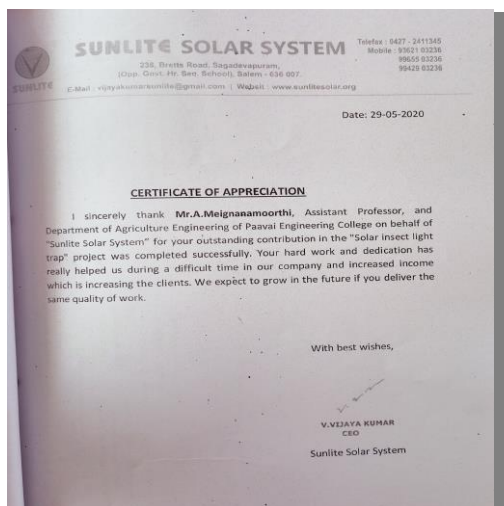 SUNLITE SOLAR SYSTEM
Telefax : 0427 - 2411345
Mobile : 93621 03236
99655 03236
99429 03236
236, Brette Road, Sagadevapuram,
(Opp. Govt. Hr. Sen. School), Salem - 636 007.
SUNLITE
E-Mail : vijayakumarsunlite@gmail.com | Websit : www.sunlitesolar.org
Date: 29-05-2020
CERTIFICATE OF APPRECIATION
I sincerely thank Mr.A.Meignanamoorthi, Assistant Professor, and
Department of Agriculture Engineering of Paavai Engineering College on behalf of
"Sunlite Solar System" for your outstanding contribution in the "Solar insect light
trap" project was completed successfully. Your hard work and dedication has
really helped us during a difficult time in our company and increased income
which is increasing the clients. We expect to grow in the future if you deliver the
same quality of work.
With best wishes,
V.VIJAYA KUMAR
CEO
Sunlite Solar System